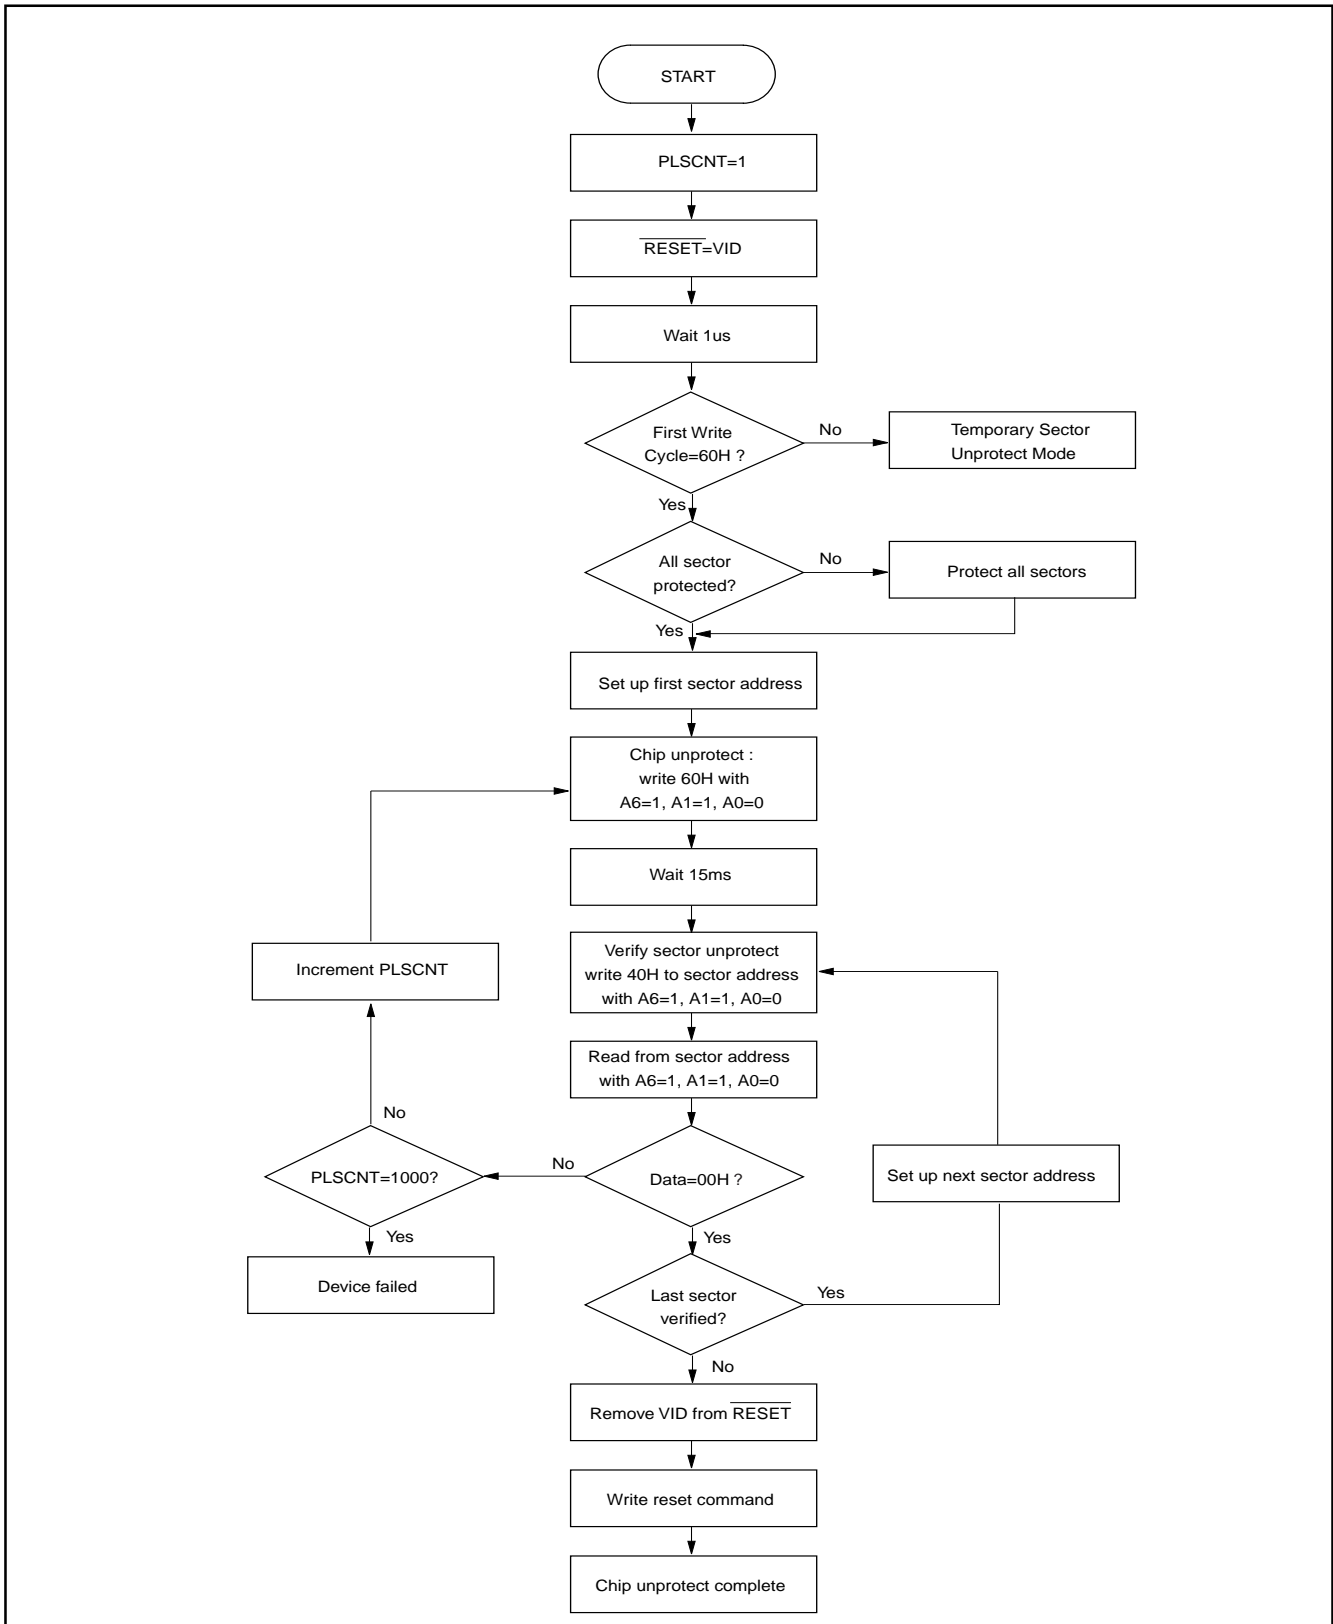 START
PLSCNT=1
RESET=VID
Wait 1us
First Write
Cycle=60H ?
No
Temporary Sector
Unprotect Mode
Yes
All sector
protected?
No
Protect all sectors
Yes
Set up first sector address
Chip unprotect :
write 60H with
A6=1, A1=1, A0=0
Wait 15ms
Increment PLSCNT
Verify sector unprotect
write 40H to sector address
with A6=1, A1=1, A0=0
Read from sector address
with A6=1, A1=1, A0=0
No
PLSCNT=1000?
No
Data=00H ?
Set up next sector address
Yes
Yes
Device failed
Last sector
verified?
Yes
No
Remove VID from RESET
Write reset command
Chip unprotect complete